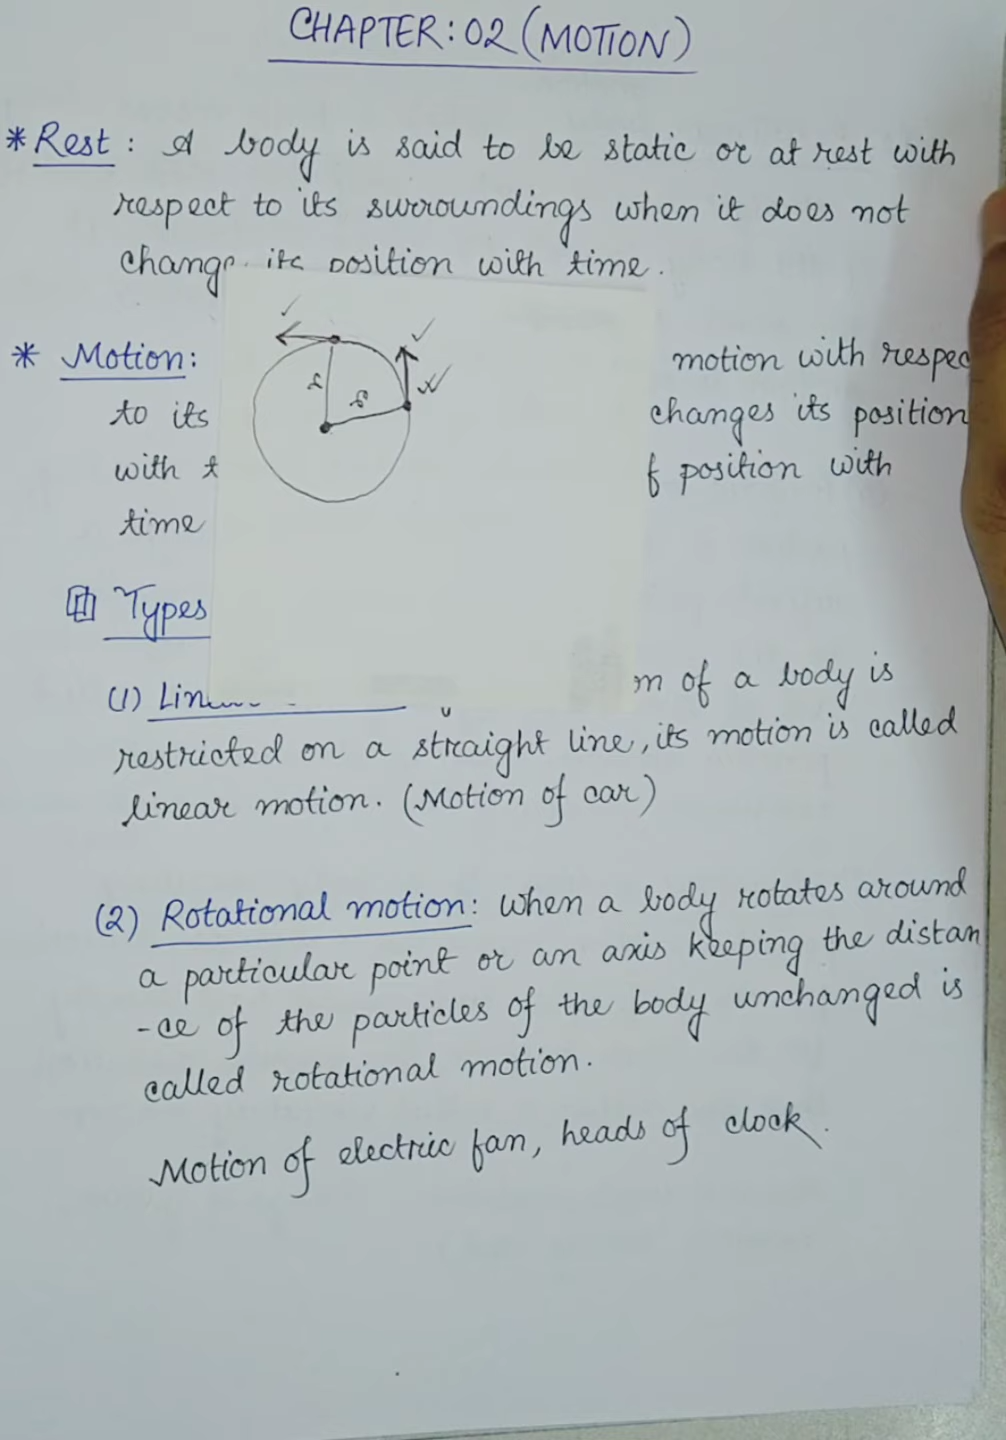 CHAPTER: 02 (MOTION)
* Rest: A body is said to be static or at rest with
respect to its surroundings when it does not
change its position with time.
* Motion: motion with respec
to its changes its position
with t f position with
time
Types
(1) Lin m of a body is
restricted on a straight line, its motion is called
linear motion. (Motion of car)
(2) Rotational motion: when a body rotates around
a particular point or an axis keeping the distan
-ce of the particles of the body unchanged is
called rotational motion.
Motion of electric fan, heads of clock.